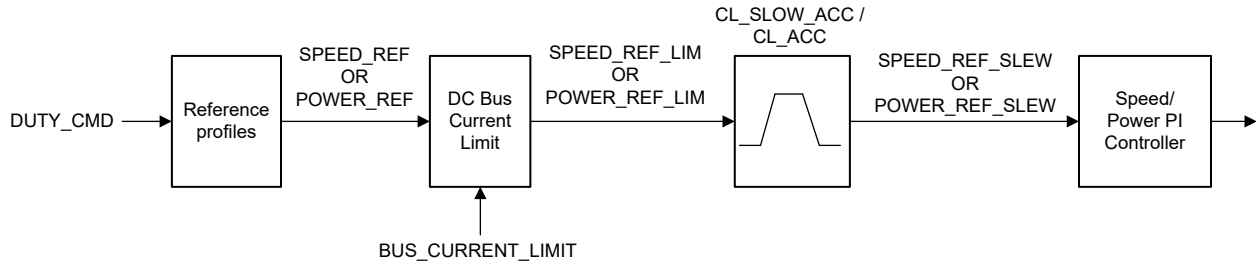 DUTY_CMD
Reference
profiles
SPEED_REF
OR
POWER_REF
DC Bus
Current
Limit
BUS_CURRENT_LIMIT
SPEED_REF_LIM
OR
POWER_REF_LIM
CL_SLOW_ACC /
CL_ACC
SPEED_REF_SLEW
OR
POWER_REF_SLEW
Speed/
Power PI
Controller